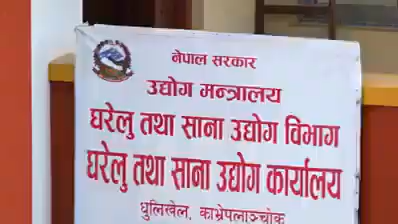 नेपाल सरकार
उद्योग मन्त्रालय
घरेलु तथा साना उद्योग विभाग
घरेलु तथा साना उद्योग कार्यालय
धुलिखेल, काभ्रेपलाञ्चोक